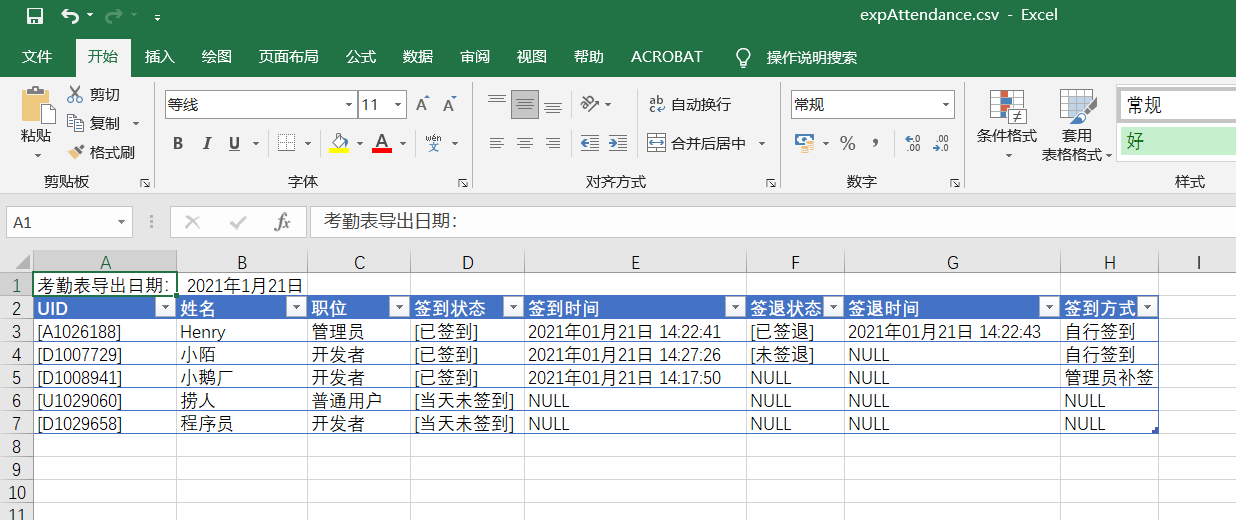 expAttendance.csv - Excel
文件 开始 插入 绘图 页面布局 公式 数据 审阅 视图 帮助 ACROBAT 操作说明搜索
粘贴
剪切
复制
格式刷
剪贴板
等线 11
B I U wén 文
字体
ab c 自动换行
合并后居中
对齐方式
常规
% , .00 .00
数字
条件格式
套用
表格格式
常规
好
样式
A1 fx 考勤表导出日期:
A B C D E F G H I
1 考勤表导出日期: 2021年1月21日
2 UID 姓名 职位 签到状态 签到时间 签退状态 签退时间 签到方式
3 [A1026188] Henry 管理员 [已签到] 2021年01月21日 14:22:41 [已签退] 2021年01月21日 14:22:43 自行签到
4 [D1007729] 小陌 开发者 [已签到] 2021年01月21日 14:27:26 [未签退] NULL 自行签到
5 [D1008941] 小鹅厂 开发者 [已签到] 2021年01月21日 14:17:50 NULL NULL 管理员补签
6 [U1029060] 捞人 普通用户 [当天未签到] NULL NULL NULL NULL
7 [D1029658] 程序员 开发者 [当天未签到] NULL NULL NULL NULL
8
9
10
11